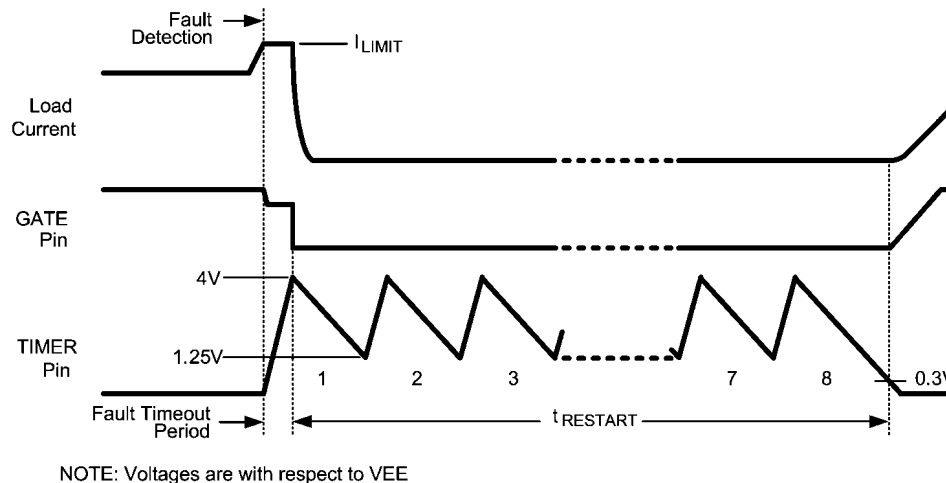 Fault
Detection
ILIMIT
Load
Current
GATE
Pin
4V
1.25V
TIMER
Pin
1
2
3
7
8
0.3V
Fault Timeout
Period
t RESTART
NOTE: Voltages are with respect to VEE